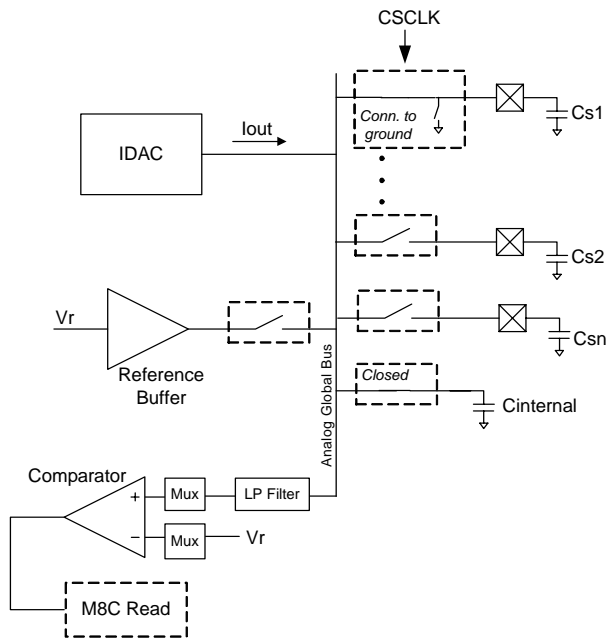 CSCLK
Conn. to
ground
Cs1
Iout
IDAC
Cs2
Vr
Reference
Buffer
Csn
Analog Global Bus
Closed
Cinternal
Comparator
+
Mux
LP Filter
–
Mux
Vr
M8C Read